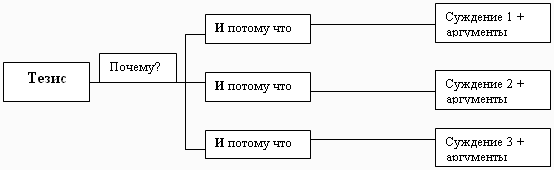 И потому что
Суждение 1 +
аргументы
Тезис
Почему?
И потому что
Суждение 2 +
аргументы
И потому что
Суждение 3 +
аргументы